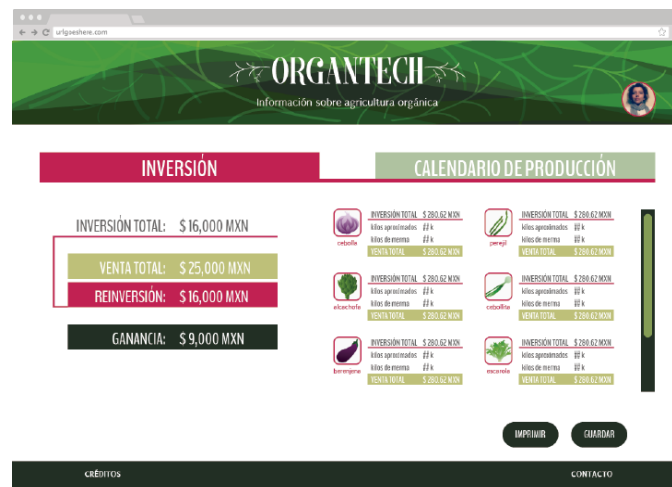 urlgoeshere.com
ORGANTECH
Información sobre agricultura orgánica
INVERSIÓN
CALENDARIO DE PRODUCCIÓN
INVERSIÓN TOTAL: $ 16,000 MXN
VENTA TOTAL: $ 25,000 MXN
REINVERSIÓN: $ 16,000 MXN
GANANCIA: $ 9,000 MXN
cebolla
INVERSIÓN TOTAL $ 280.62 MXN
kilos aproximados ## k
kilos de merma ## k
VENTA TOTAL $ 280.62 MXN
perejil
INVERSIÓN TOTAL $ 280.62 MXN
kilos aproximados ## k
kilos de merma ## k
VENTA TOTAL $ 280.62 MXN
alcachofa
INVERSIÓN TOTAL $ 280.62 MXN
kilos aproximados ## k
kilos de merma ## k
VENTA TOTAL $ 280.62 MXN
cebollita
INVERSIÓN TOTAL $ 280.62 MXN
kilos aproximados ## k
kilos de merma ## k
VENTA TOTAL $ 280.62 MXN
berenjena
INVERSIÓN TOTAL $ 280.62 MXN
kilos aproximados ## k
kilos de merma ## k
VENTA TOTAL $ 280.62 MXN
escarola
INVERSIÓN TOTAL $ 280.62 MXN
kilos aproximados ## k
kilos de merma ## k
VENTA TOTAL $ 280.62 MXN
IMPRIMIR
GUARDAR
CRÉDITOS
CONTACTO